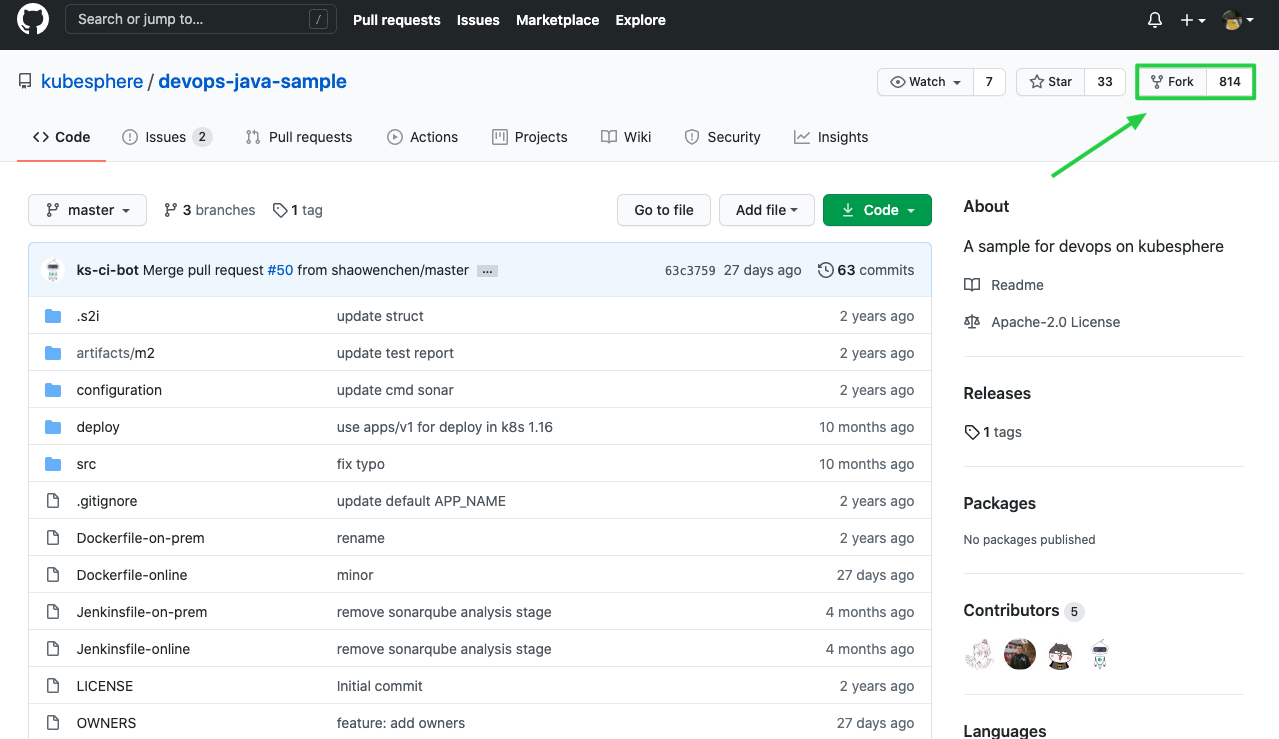 Search or jump to... / Pull requests Issues Marketplace Explore
kubesphere / devops-java-sample Watch 7 Star 33 Fork 814
Code Issues 2 Pull requests Actions Projects Wiki Security Insights
master 3 branches 1 tag Go to file Add file Code
ks-ci-bot Merge pull request #50 from shaowenchen/master ... 63c3759 27 days ago 63 commits
.s2i update struct 2 years ago
artifacts/m2 update test report 2 years ago
configuration update cmd sonar 2 years ago
deploy use apps/v1 for deploy in k8s 1.16 10 months ago
src fix typo 10 months ago
.gitignore update default APP_NAME 2 years ago
Dockerfile-on-prem rename 2 years ago
Dockerfile-online minor 27 days ago
Jenkinsfile-on-prem remove sonarqube analysis stage 4 months ago
Jenkinsfile-online remove sonarqube analysis stage 4 months ago
LICENSE Initial commit 2 years ago
OWNERS feature: add owners 27 days ago
About
A sample for devops on kubesphere
Readme
Apache-2.0 License
Releases
1 tags
Packages
No packages published
Contributors 5
Languages